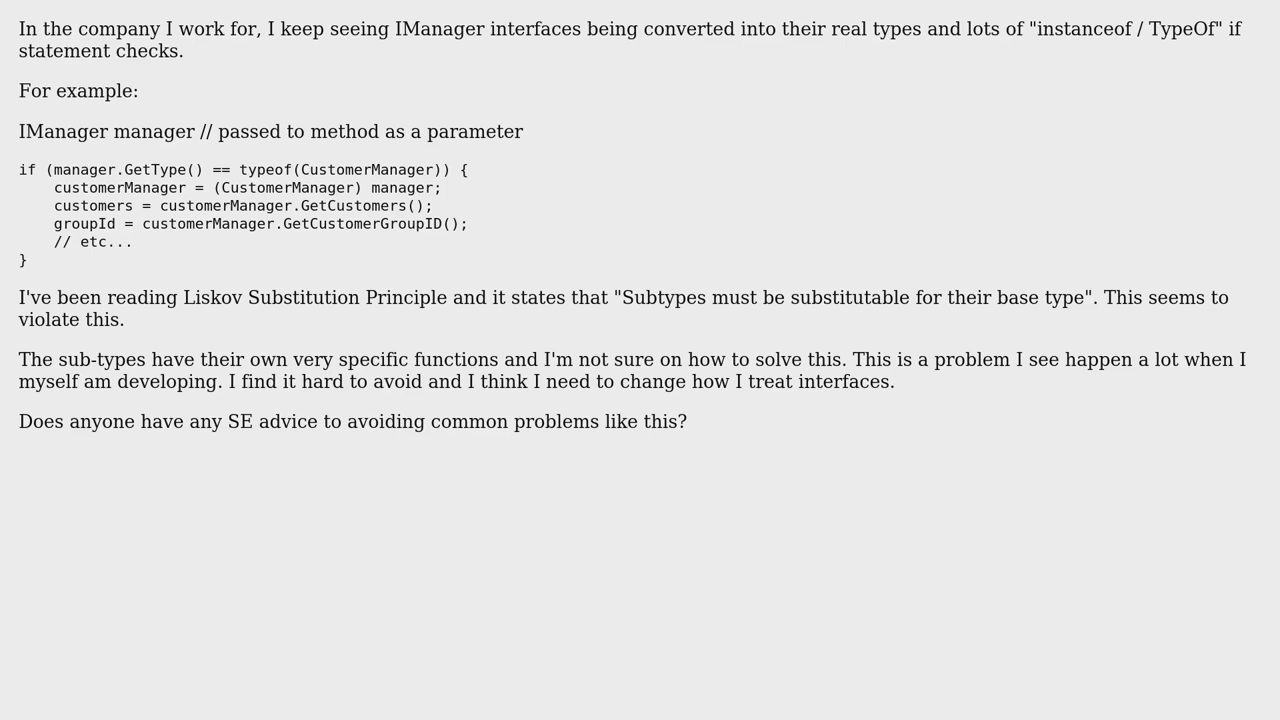 In the company I work for, I keep seeing IManager interfaces being converted into their real types and lots of "instanceof / TypeOf" if
statement checks.
For example:
IManager manager // passed to method as a parameter
if (manager.GetType() == typeof(CustomerManager)) {
    customerManager = (CustomerManager) manager;
    customers = customerManager.GetCustomers();
    groupId = customerManager.GetCustomerGroupID();
    // etc...
}
I've been reading Liskov Substitution Principle and it states that "Subtypes must be substitutable for their base type". This seems to
violate this.
The sub-types have their own very specific functions and I'm not sure on how to solve this. This is a problem I see happen a lot when I
myself am developing. I find it hard to avoid and I think I need to change how I treat interfaces.
Does anyone have any SE advice to avoiding common problems like this?